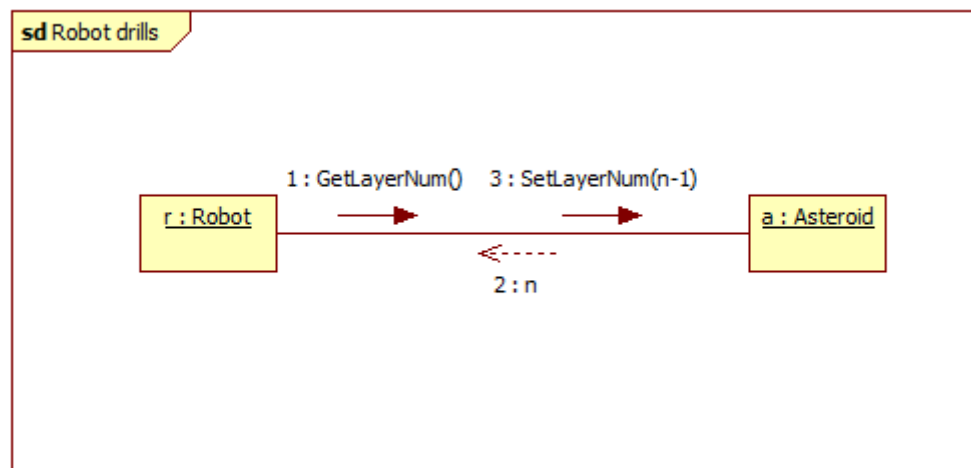 sd Robot drills
1 : GetLayerNum()
3 : SetLayerNum(n-1)
r : Robot
a : Asteroid
2 : n